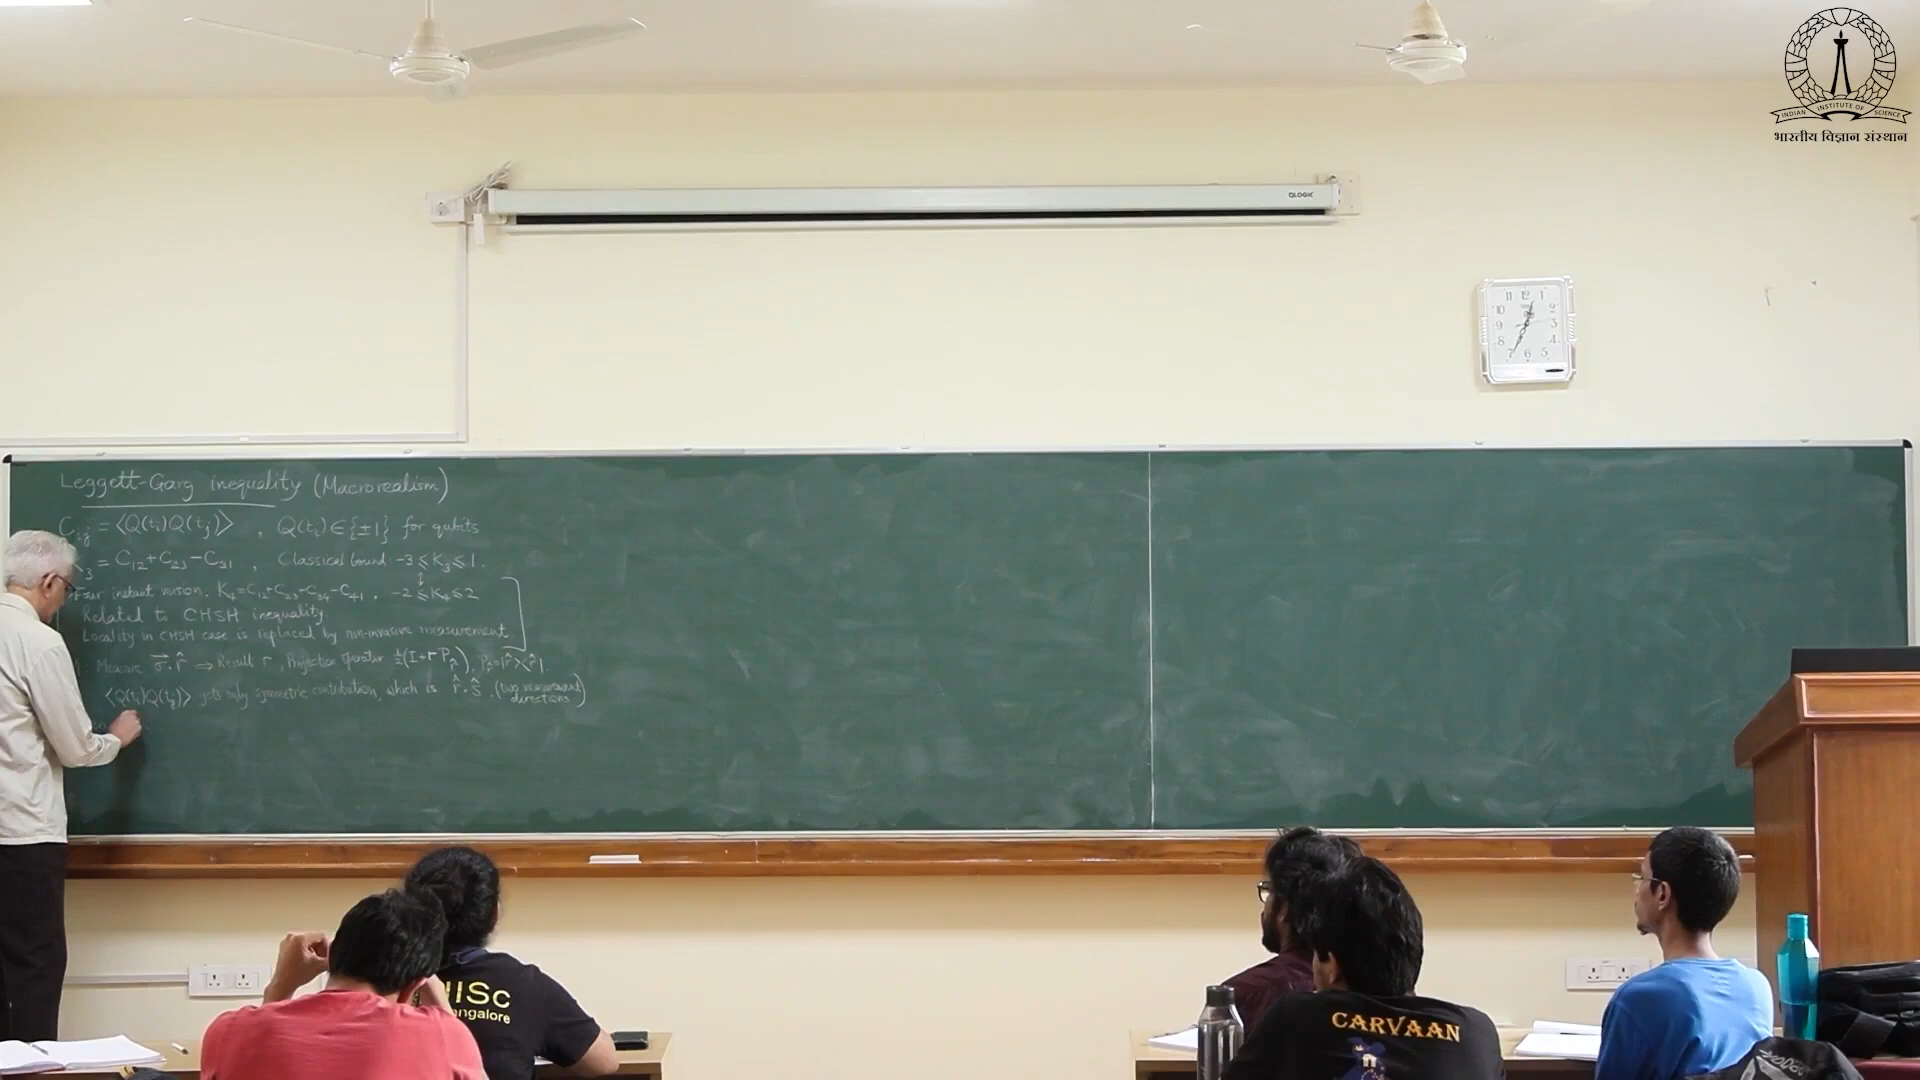 INDIAN INSTITUTE OF SCIENCE
भारतीय विज्ञान संस्थान
LOGIC
Leggett-Garg inequality (Macrorealism)
C_ij = ⟨Q(t_i)Q(t_j)⟩ , Q(t_i) ∈ {±1} for qubits
K_3 = C_12 + C_23 - C_31 , Classical bound -3 ≤ K_3 ≤ 1.
Four instant version. K_4 = C_12 + C_23 - C_34 - C_41 , -2 ≤ K_4 ≤ 2
Related to CHSH inequality.
Locality in CHSH case is replaced by non-invasive measurement.
Measure σ⃗·r̂ ⇒ Result r, Projection operator ½(I + r P_r̂), P_r̂ = |r̂⟩⟨r̂|.
⟨Q(t_i)Q(t_j)⟩ gets only symmetric contribution, which is r̂·ŝ. (two measurement directions)
IISc
angalore
CARVAAN